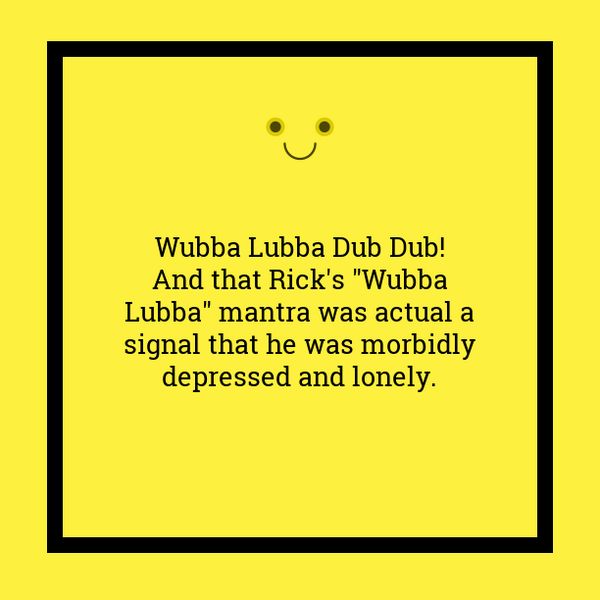 Wubba Lubba Dub Dub!
And that Rick's "Wubba
Lubba" mantra was actual a
signal that he was morbidly
depressed and lonely.